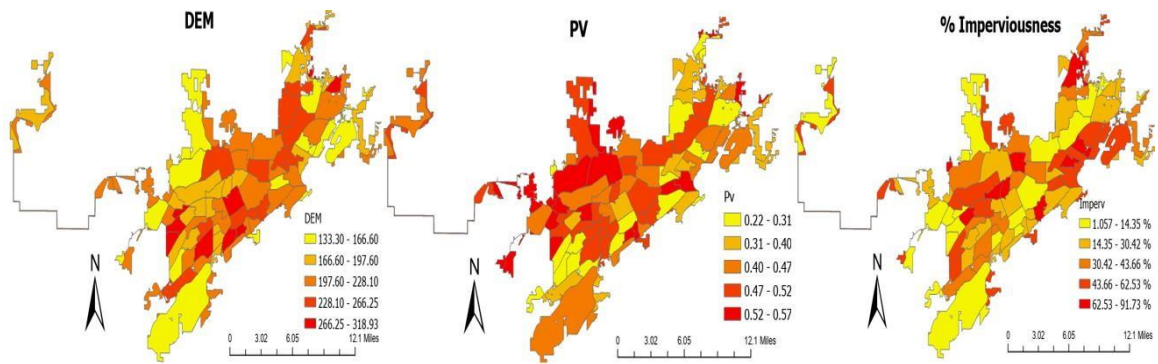 DEM
PV
% Imperviousness
DEM
133.30 - 166.60
166.60 - 197.60
197.60 - 228.10
228.10 - 266.25
266.25 - 318.93
N
0 3.02 6.05 12.1 Miles
Pv
0.22 - 0.31
0.31 - 0.40
0.40 - 0.47
0.47 - 0.52
0.52 - 0.57
N
0 3.02 6.05 12.1 Miles
Imperv
1.057 - 14.35 %
14.35 - 30.42 %
30.42 - 43.66 %
43.66 - 62.53 %
62.53 - 91.73 %
N
0 3.02 6.05 12.1 Miles